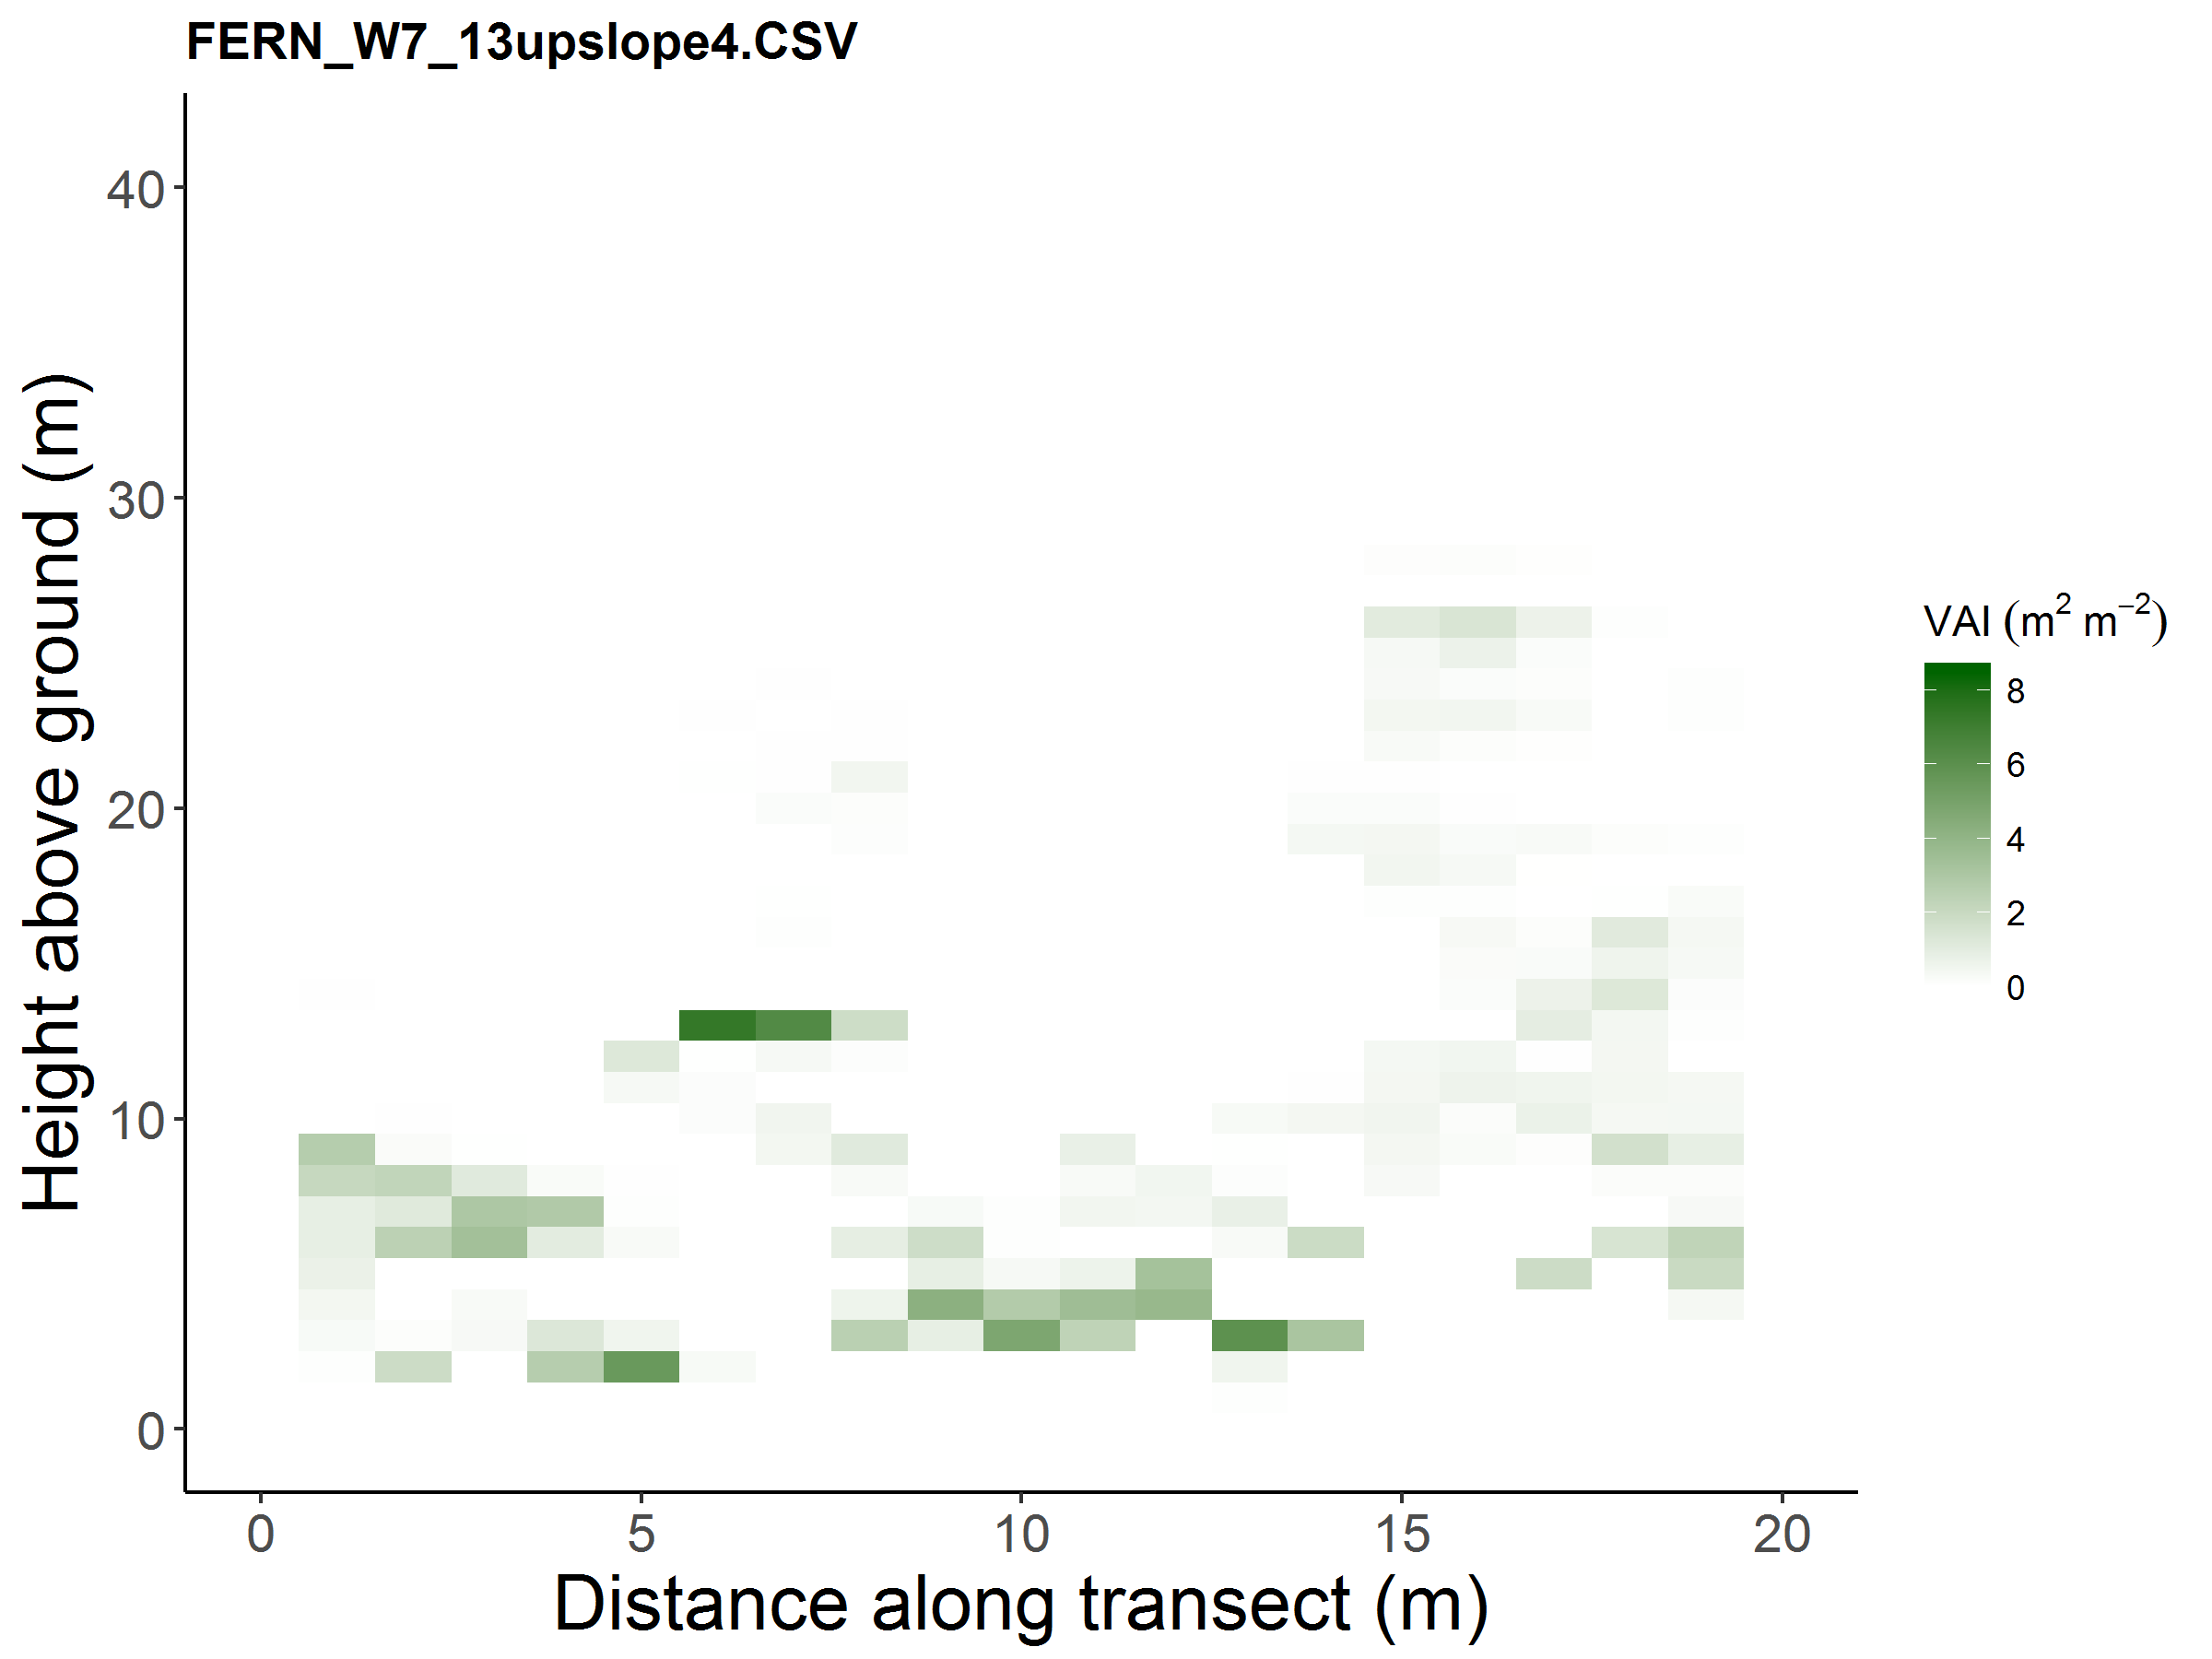 FERN_W7_13upslope4.CSV
Height above ground (m)
40
30
20
10
0
0 5 10 15 20
Distance along transect (m)
VAI (m² m⁻²)
8
6
4
2
0